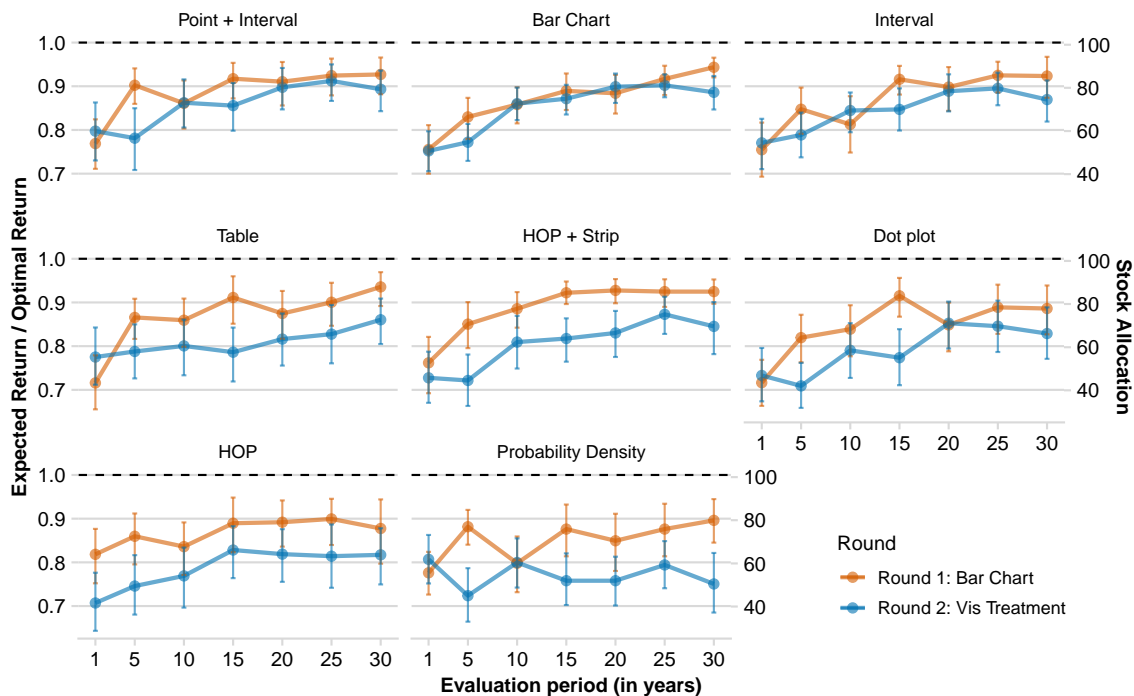 Point + Interval
Bar Chart
Interval
1.0
0.9
0.8
0.7
100
80
60
40
Table
HOP + Strip
Dot plot
1.0
0.9
0.8
0.7
100
80
60
40
1 5 10 15 20 25 30
HOP
Probability Density
1.0
0.9
0.8
0.7
100
80
60
40
1 5 10 15 20 25 30
1 5 10 15 20 25 30
Expected Return / Optimal Return
Stock Allocation
Evaluation period (in years)
Round
Round 1: Bar Chart
Round 2: Vis Treatment